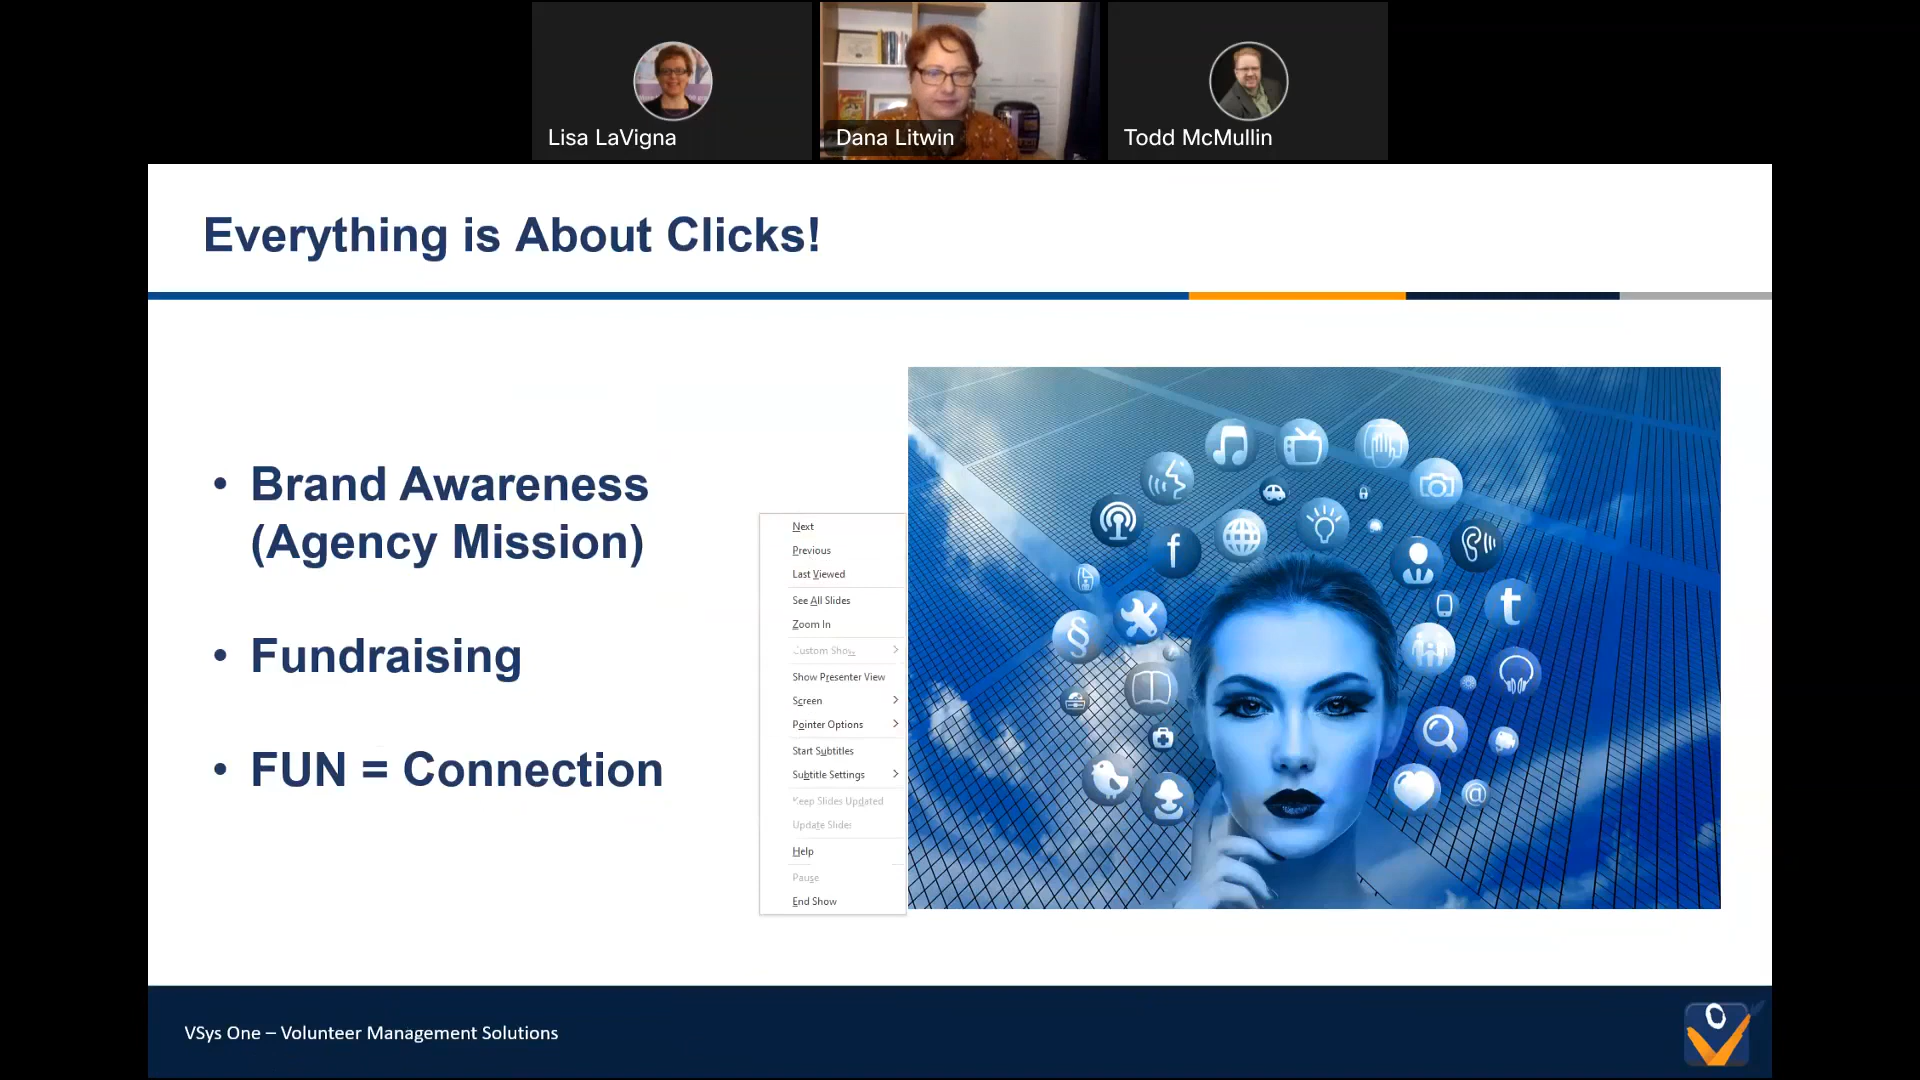 Lisa LaVigna
Dana Litwin
Todd McMullin
Everything is About Clicks!
• Brand Awareness
(Agency Mission)
• Fundraising
• FUN = Connection
Next
Previous
Last Viewed
See All Slides
Zoom In
Custom Show
Show Presenter View
Screen
Pointer Options
Start Subtitles
Subtitle Settings
Keep Slides Updated
Update Slides
Help
Pause
End Show
f
t
§
@
VSys One – Volunteer Management Solutions